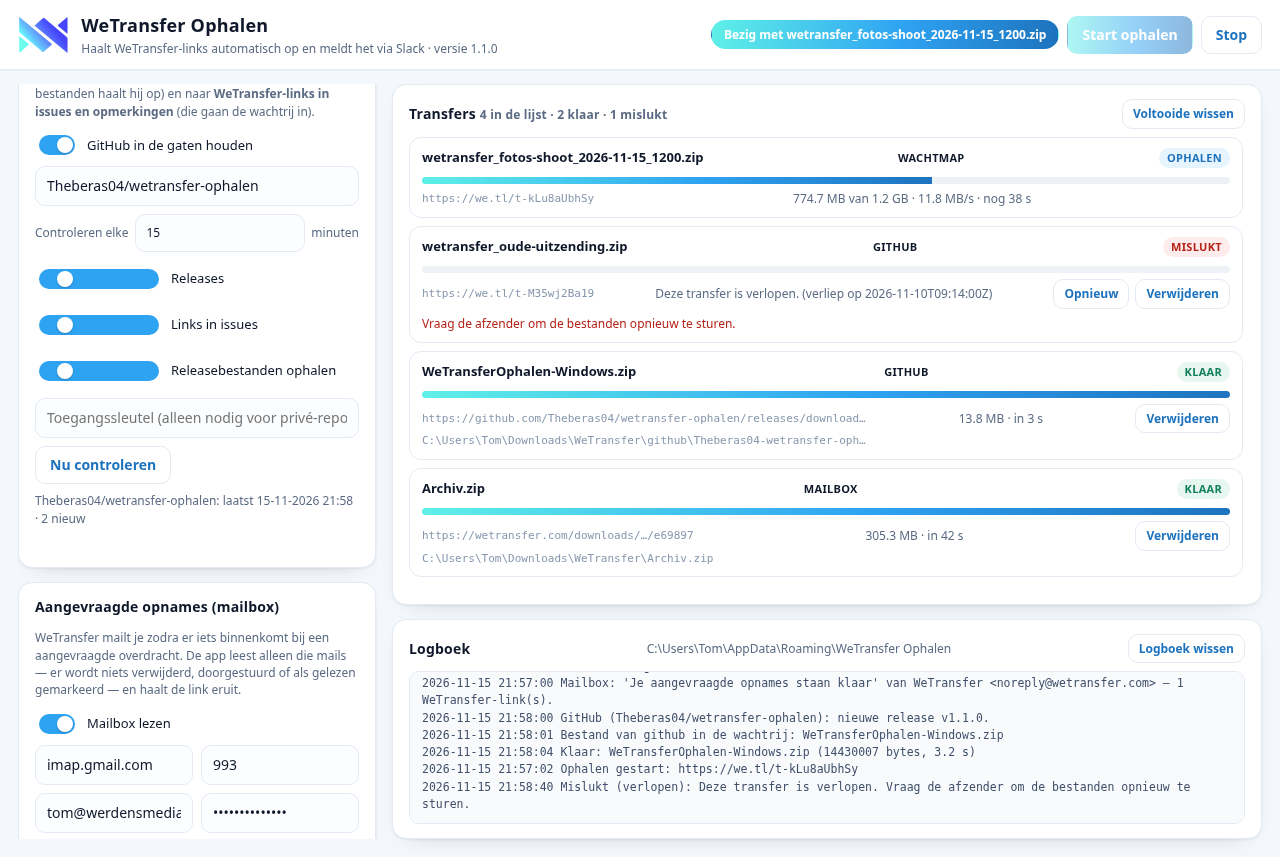 WeTransfer Ophalen
Haalt WeTransfer-links automatisch op en meldt het via Slack · versie 1.1.0
Bezig met wetransfer_fotos-shoot_2026-11-15_1200.zip
Start ophalen
Stop
bestanden haalt hij op) en naar WeTransfer-links in
issues en opmerkingen (die gaan de wachtrij in).
GitHub in de gaten houden
Theberas04/wetransfer-ophalen
Controleren elke 15 minuten
Releases
Links in issues
Releasebestanden ophalen
Toegangssleutel (alleen nodig voor privé-repo
Nu controleren
Theberas04/wetransfer-ophalen: laatst 15-11-2026 21:58
· 2 nieuw
Aangevraagde opnames (mailbox)
WeTransfer mailt je zodra er iets binnenkomt bij een
aangevraagde overdracht. De app leest alleen die mails
— er wordt niets verwijderd, doorgestuurd of als gelezen
gemarkeerd — en haalt de link eruit.
Mailbox lezen
imap.gmail.com 993
tom@werdensmedia ••••••••••••••
Transfers 4 in de lijst · 2 klaar · 1 mislukt
Voltooide wissen
wetransfer_fotos-shoot_2026-11-15_1200.zip WACHTMAP OPHALEN
https://we.tl/t-kLu8aUbhSy 774.7 MB van 1.2 GB · 11.8 MB/s · nog 38 s
wetransfer_oude-uitzending.zip GITHUB MISLUKT
https://we.tl/t-M35wj2Ba19 Deze transfer is verlopen. (verliep op 2026-11-10T09:14:00Z) Opnieuw Verwijderen
Vraag de afzender om de bestanden opnieuw te sturen.
WeTransferOphalen-Windows.zip GITHUB KLAAR
https://github.com/Theberas04/wetransfer-ophalen/releases/download… 13.8 MB · in 3 s Verwijderen
C:\Users\Tom\Downloads\WeTransfer\github\Theberas04-wetransfer-oph…
Archiv.zip MAILBOX KLAAR
https://wetransfer.com/downloads/…/e69897 305.3 MB · in 42 s Verwijderen
C:\Users\Tom\Downloads\WeTransfer\Archiv.zip
Logboek C:\Users\Tom\AppData\Roaming\WeTransfer Ophalen Logboek wissen
2026-11-15 21:57:00 Mailbox: 'Je aangevraagde opnames staan klaar' van WeTransfer <noreply@wetransfer.com> — 1
WeTransfer-link(s).
2026-11-15 21:58:00 GitHub (Theberas04/wetransfer-ophalen): nieuwe release v1.1.0.
2026-11-15 21:58:01 Bestand van github in de wachtrij: WeTransferOphalen-Windows.zip
2026-11-15 21:58:04 Klaar: WeTransferOphalen-Windows.zip (14430007 bytes, 3.2 s)
2026-11-15 21:57:02 Ophalen gestart: https://we.tl/t-kLu8aUbhSy
2026-11-15 21:58:40 Mislukt (verlopen): Deze transfer is verlopen. Vraag de afzender om de bestanden opnieuw te
sturen.